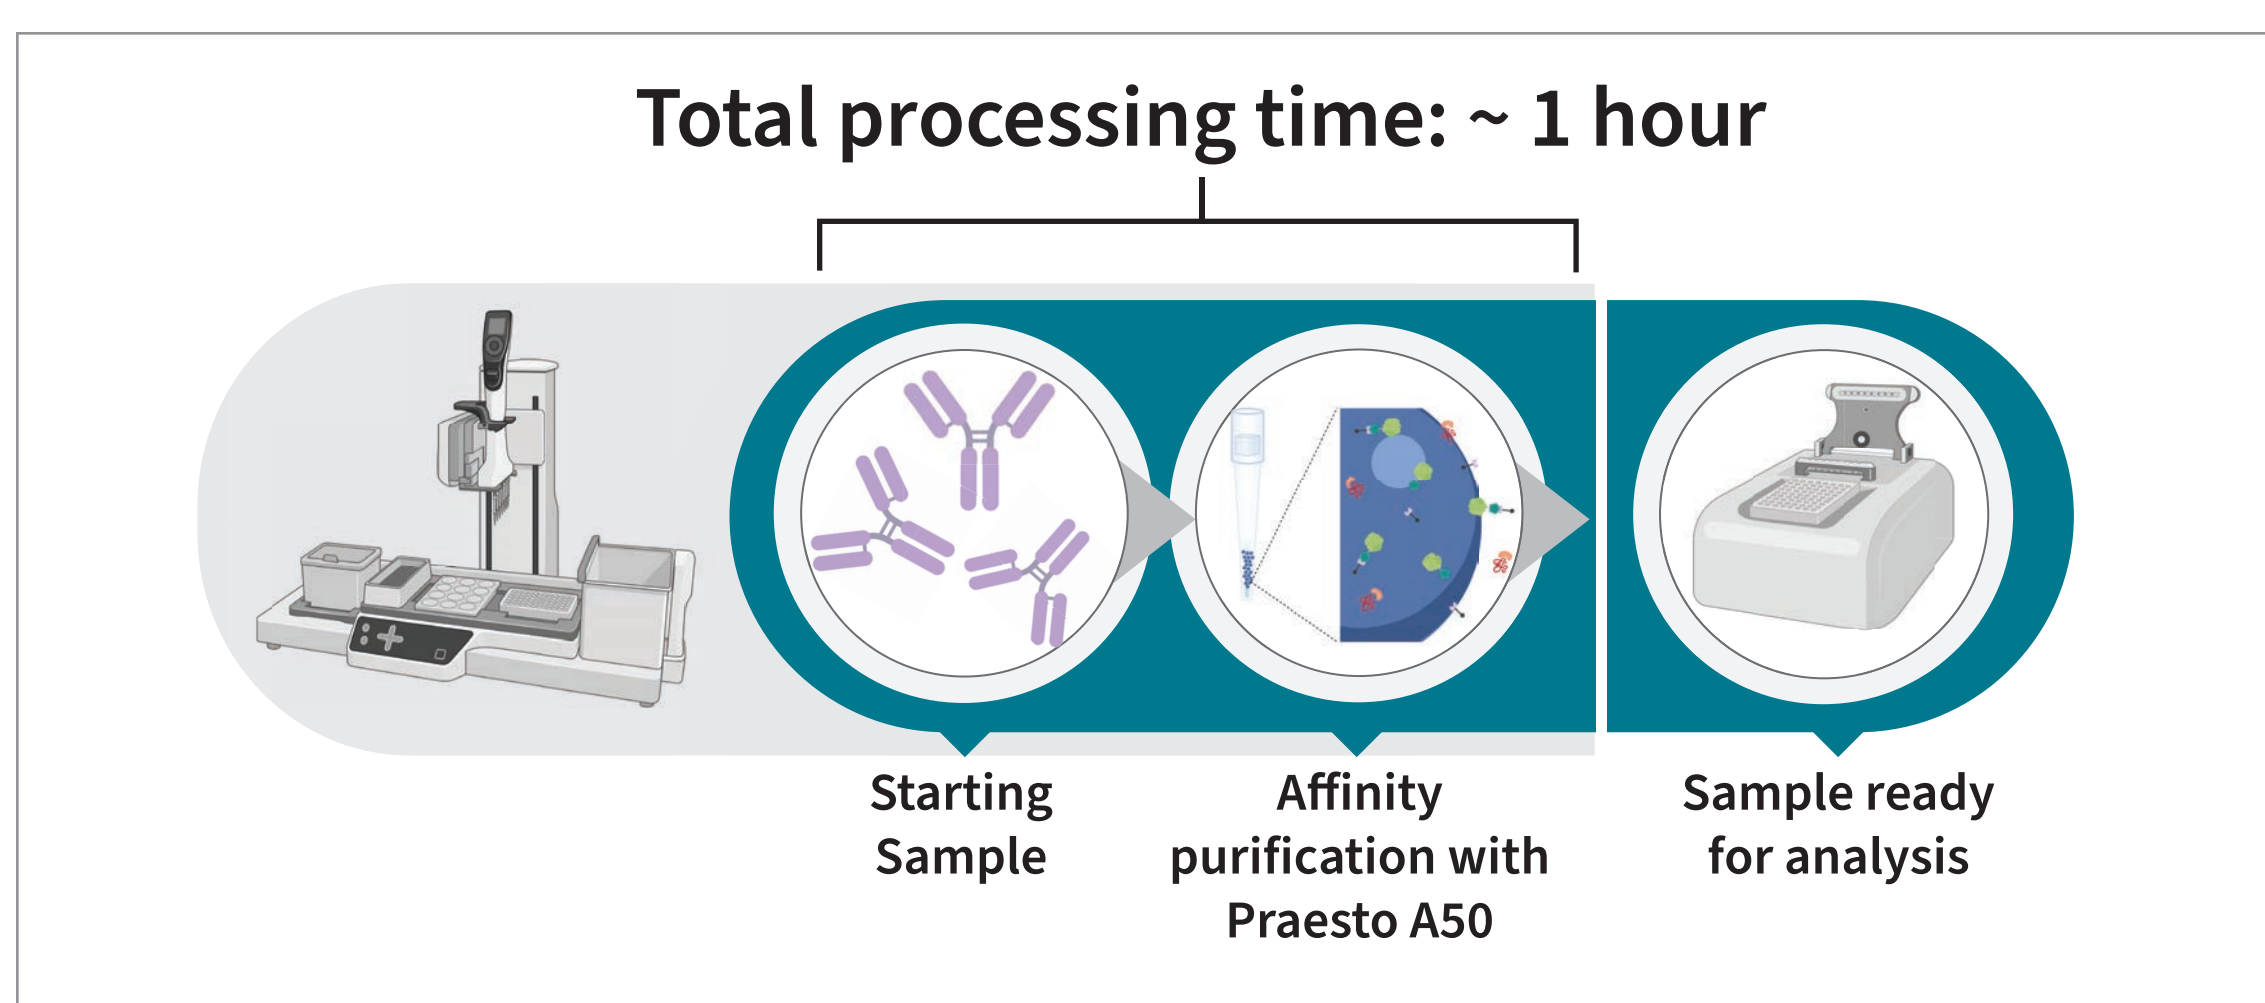 Total processing time: ~ 1 hour
Starting
Sample
Affinity
purification with
Praesto A50
Sample ready
for analysis